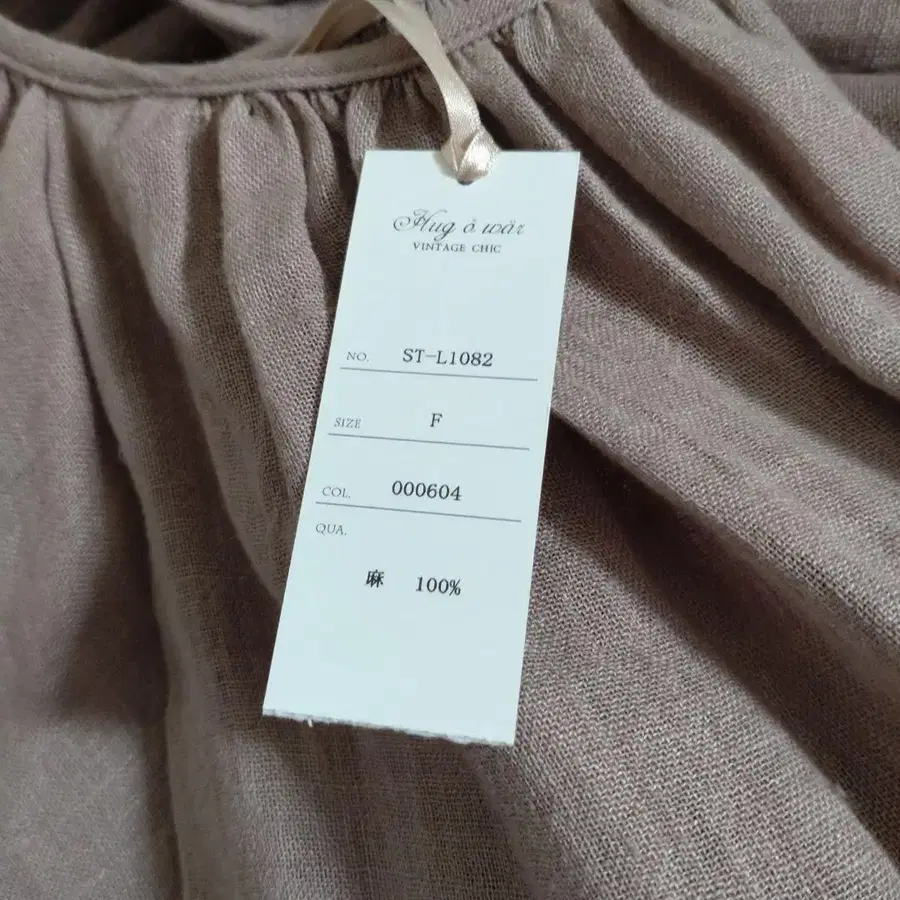 Hug ō wär
VINTAGE CHIC
NO. ST-L1082
SIZE F
COL. 000604
QUA.
麻 100%